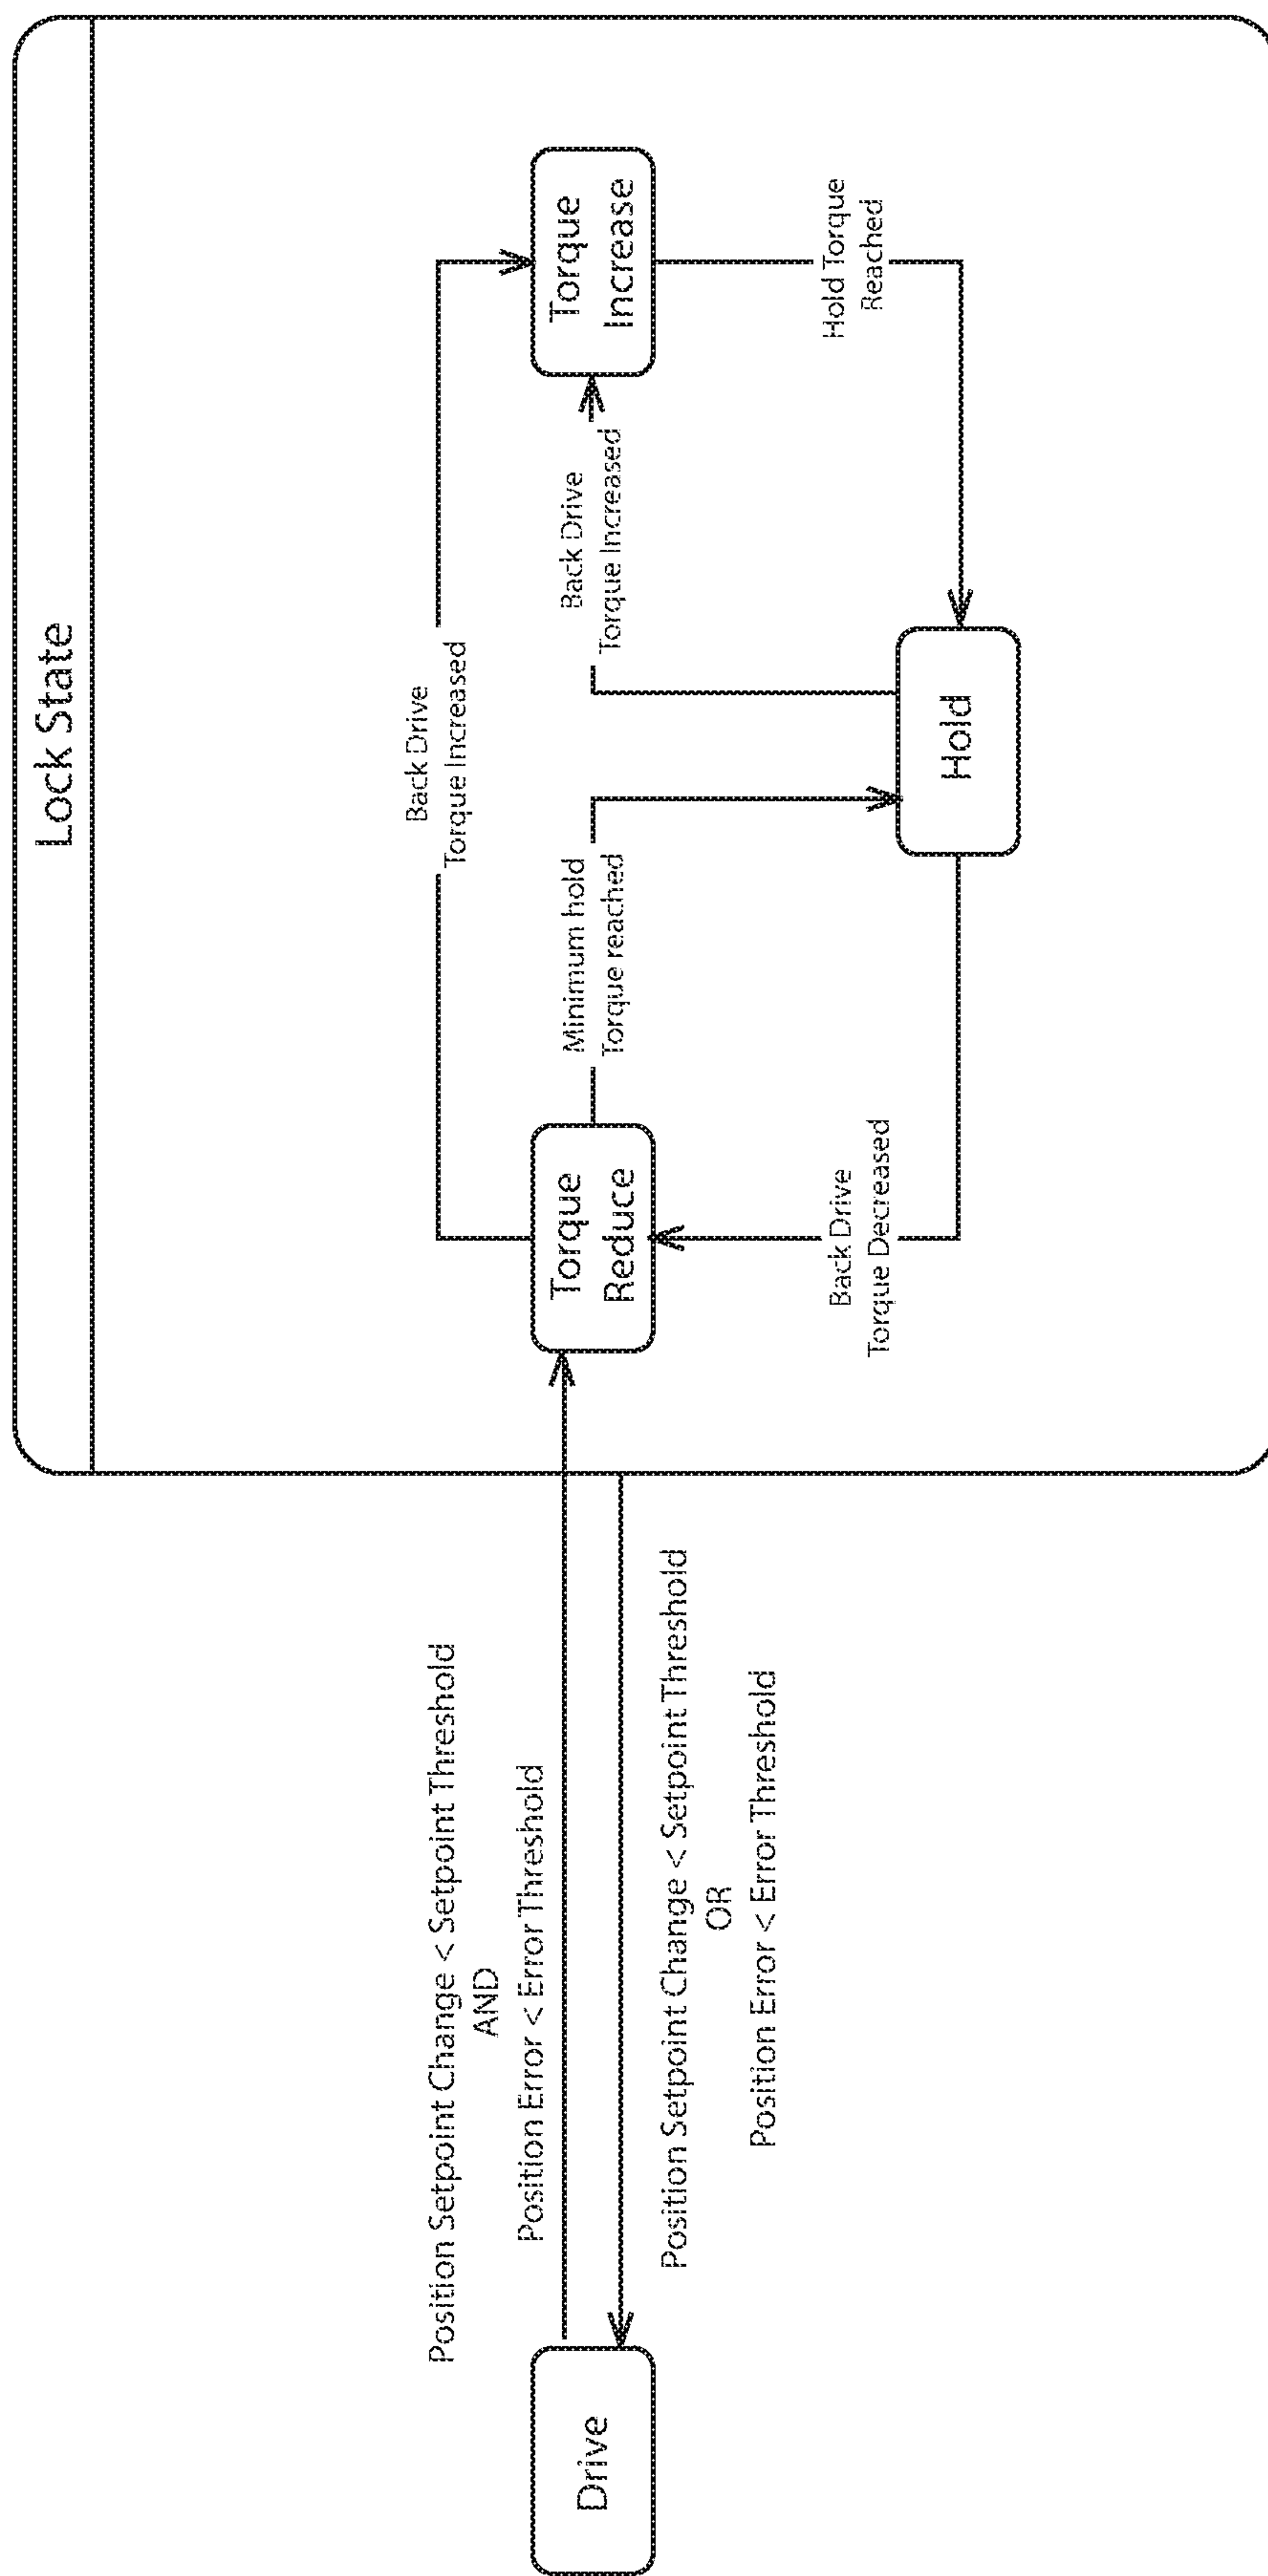 Lock State
Back Drive
Torque Increased
Torque
Increase
Back Drive
Torque Increased
Hold Torque
Reached
Minimum hold
Torque reached
Hold
Torque
Reduce
Back Drive
Torque Decreased
Position Setpoint Change < Setpoint Threshold
AND
Position Error < Error Threshold
Position Setpoint Change < Setpoint Threshold
OR
Position Error < Error Threshold
Drive